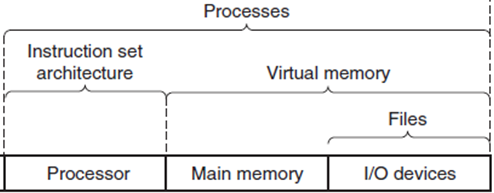 Processes
Instruction set
architecture
Virtual memory
Files
Processor
Main memory
I/O devices